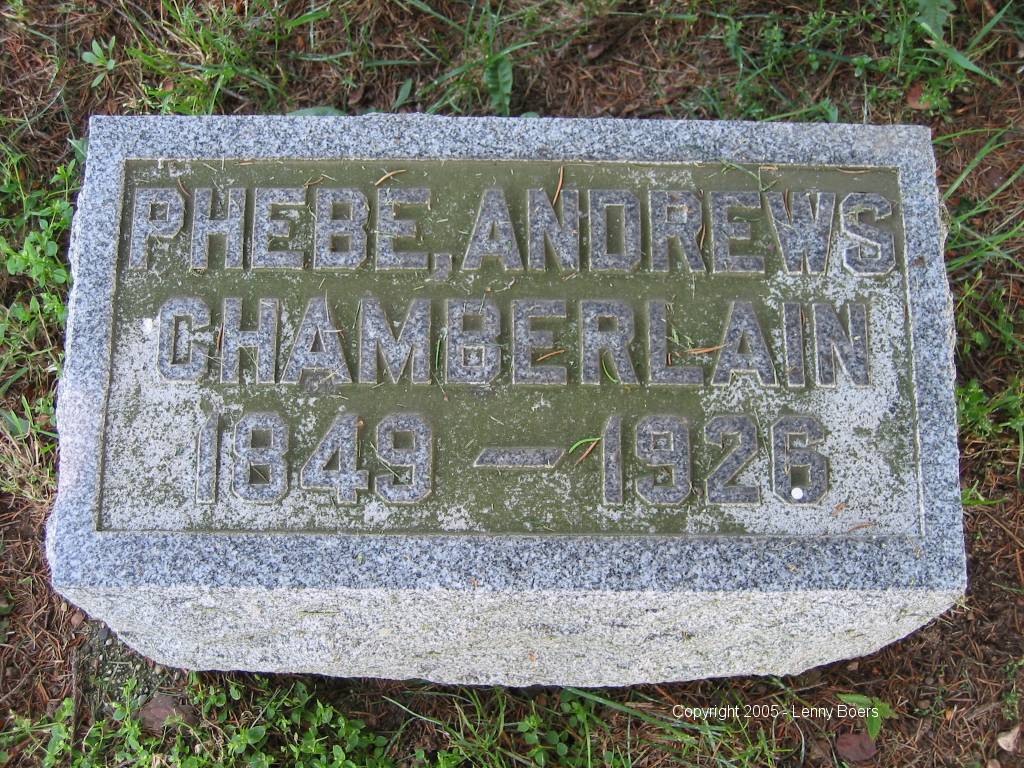 PHEBE, ANDREWS
CHAMBERLAIN
1849 — 1926
Copyright 2005 - Lenny Boers